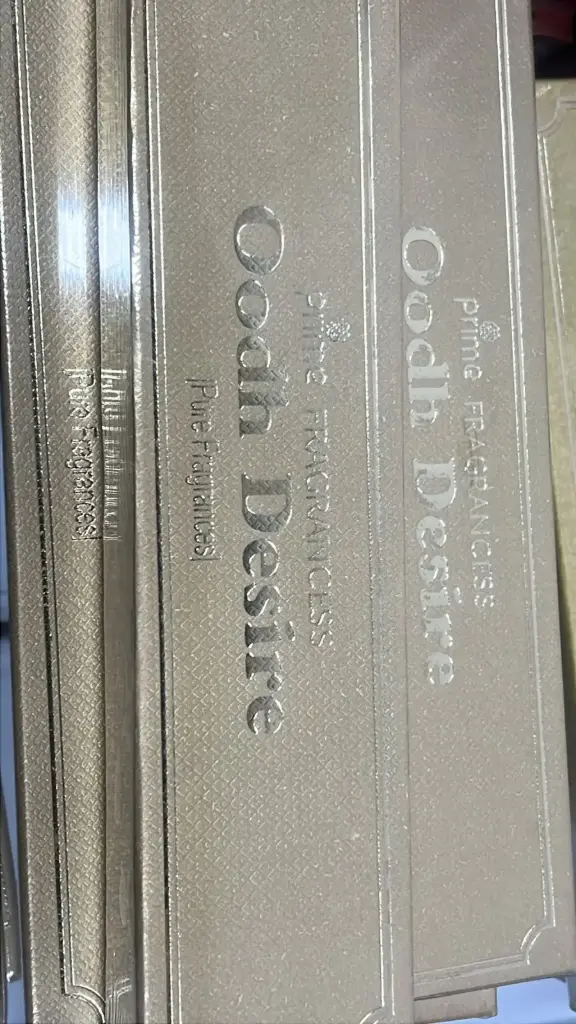 prime FRAGRANCESS
Oodh Desire
prime FRAGRANCESS
Oodh Desire
[Pure Fragrances]
[Pure Fragrances]